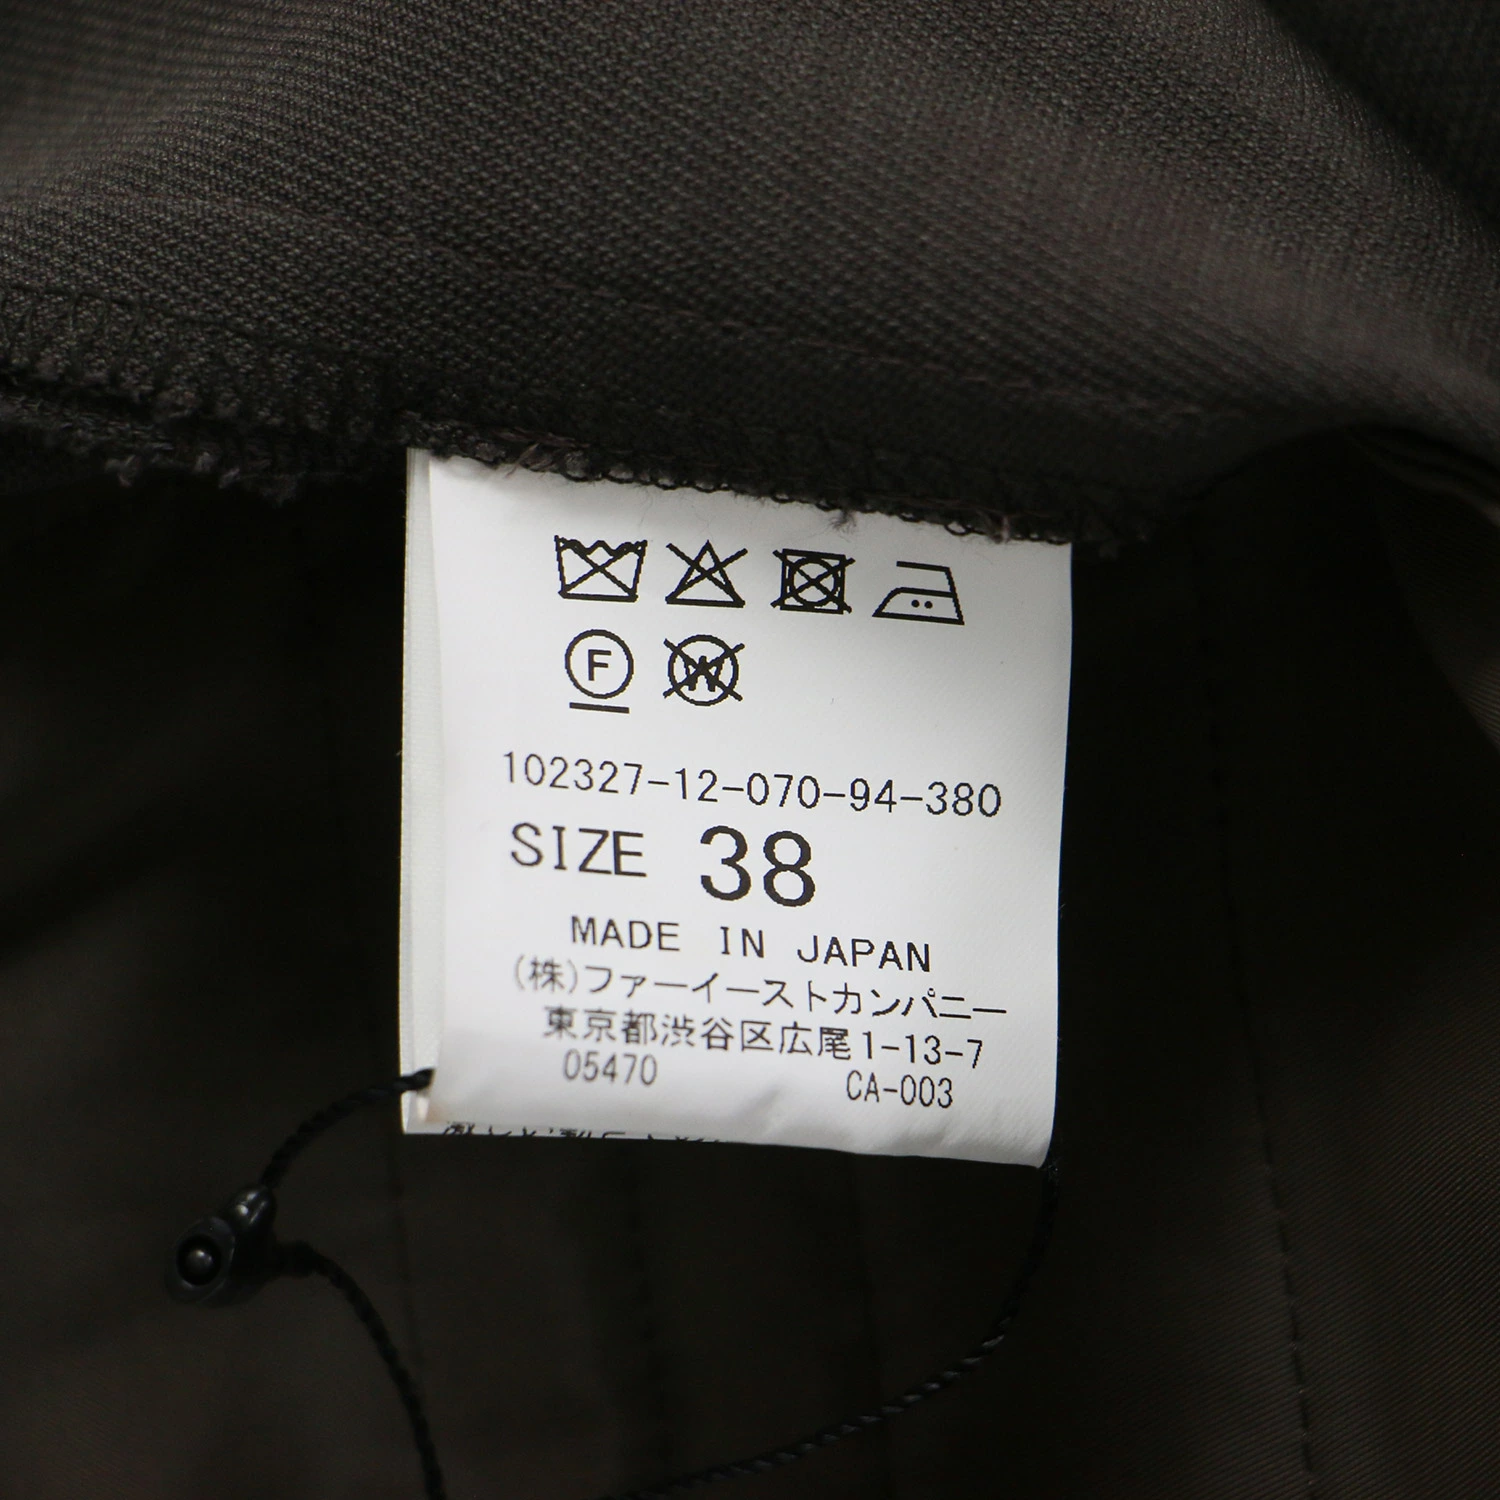 F W
102327-12-070-94-380
SIZE 38
MADE IN JAPAN
(株)ファーイーストカンパニー
東京都渋谷区広尾1-13-7
05470 CA-003